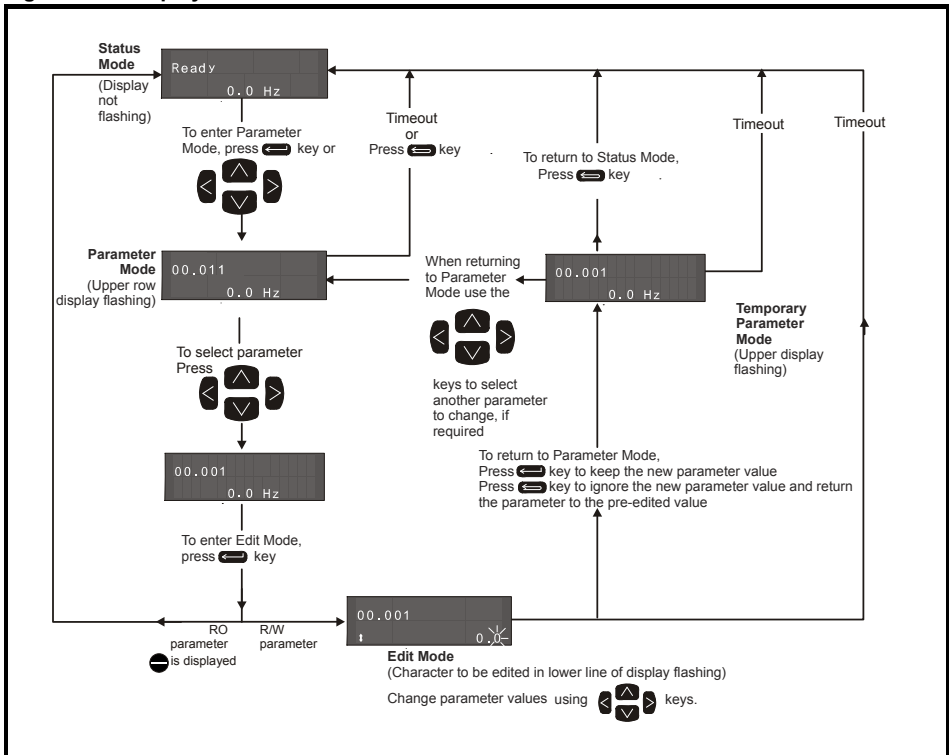 Status
Mode
(Display
not
flashing)
Ready
0.0 Hz
To enter Parameter
Mode, press key or
Timeout
or
Press key
To return to Status Mode,
Press key
Timeout
Timeout
Parameter
Mode
(Upper row
display flashing)
00.011
0.0 Hz
When returning
to Parameter
Mode use the
keys to select
another parameter
to change, if
required
00.001
0.0 Hz
Temporary
Parameter
Mode
(Upper display
flashing)
To select parameter
Press
00.001
0.0 Hz
To return to Parameter Mode,
Press key to keep the new parameter value
Press key to ignore the new parameter value and return
the parameter to the pre-edited value
To enter Edit Mode,
press key
RO
parameter
is displayed
R/W
parameter
00.001
0.0
Edit Mode
(Character to be edited in lower line of display flashing)
Change parameter values using keys.